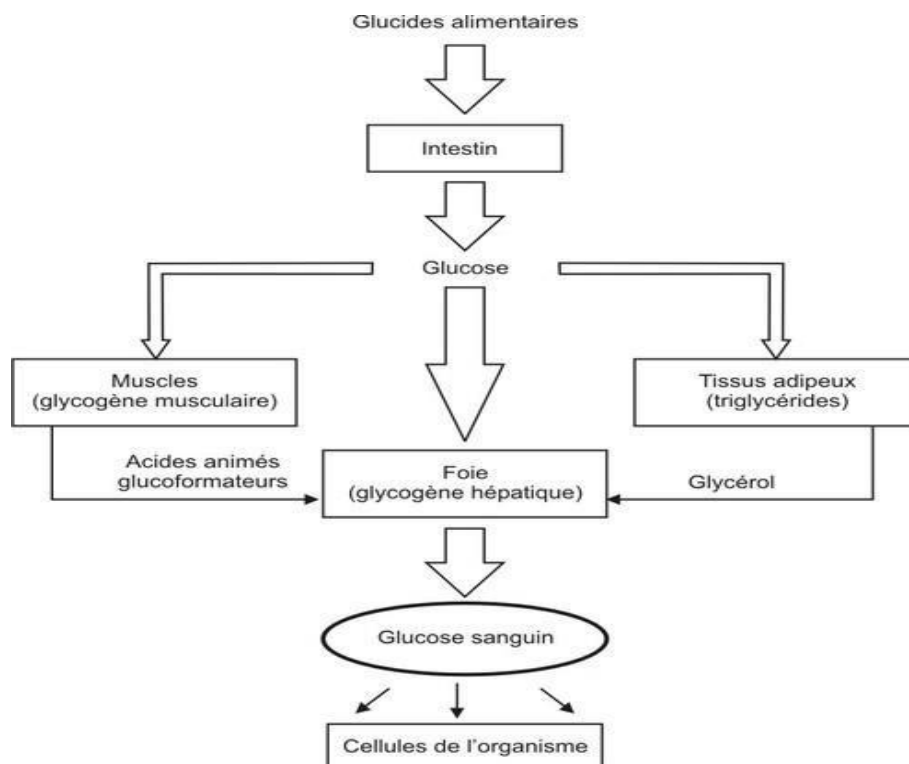 Glucides alimentaires
Intestin
Glucose
Muscles
(glycogène musculaire)
Tissus adipeux
(triglycérides)
Acides animés
glucoformateurs
Foie
(glycogène hépatique)
Glycérol
Glucose sanguin
Cellules de l’organisme